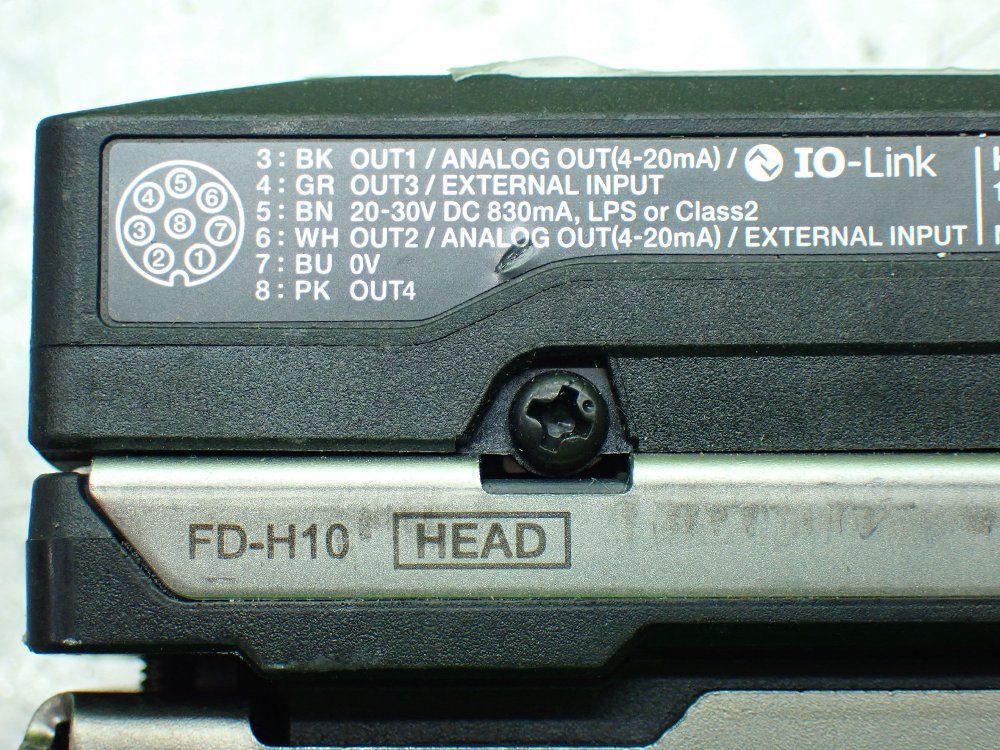 3 : BK OUT1 / ANALOG OUT(4-20mA) / IO-Link
4 : GR OUT3 / EXTERNAL INPUT
5 : BN 20-30V DC 830mA, LPS or Class2
6 : WH OUT2 / ANALOG OUT(4-20mA) / EXTERNAL INPUT
7 : BU 0V
8 : PK OUT4
5
4 6
3 8 7
2 1
FD-H10 HEAD